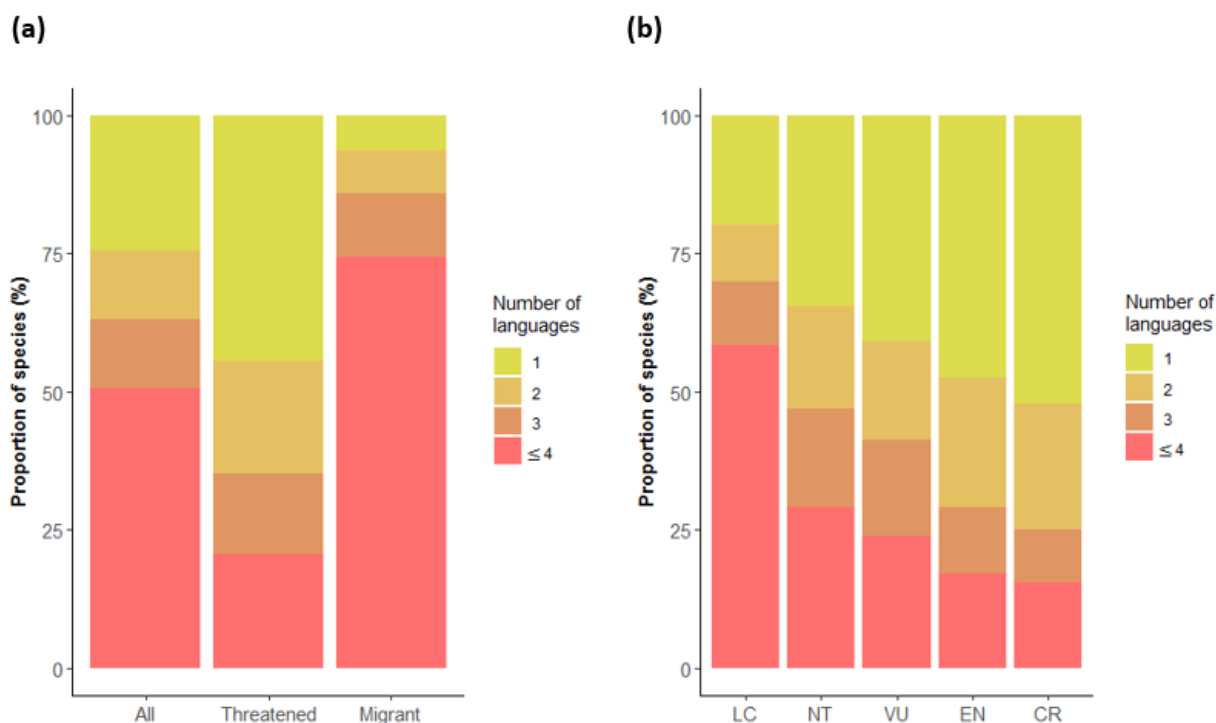 (a)
(b)
Proportion of species (%)
100
75
50
25
0
All Threatened Migrant
Number of
languages
1
2
3
≤ 4
Proportion of species (%)
100
75
50
25
0
LC NT VU EN CR
Number of
languages
1
2
3
≤ 4